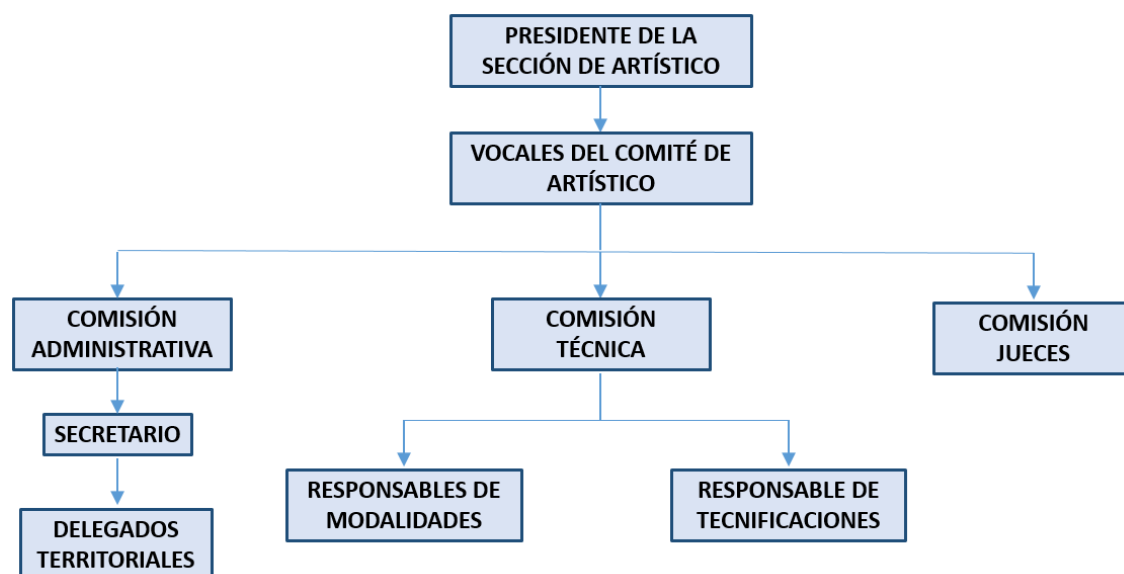 PRESIDENTE DE LA
SECCIÓN DE ARTÍSTICO
VOCALES DEL COMITÉ DE
ARTÍSTICO
COMISIÓN
ADMINISTRATIVA
COMISIÓN
TÉCNICA
COMISIÓN
JUECES
SECRETARIO
RESPONSABLES DE
MODALIDADES
RESPONSABLE DE
TECNIFICACIONES
DELEGADOS
TERRITORIALES